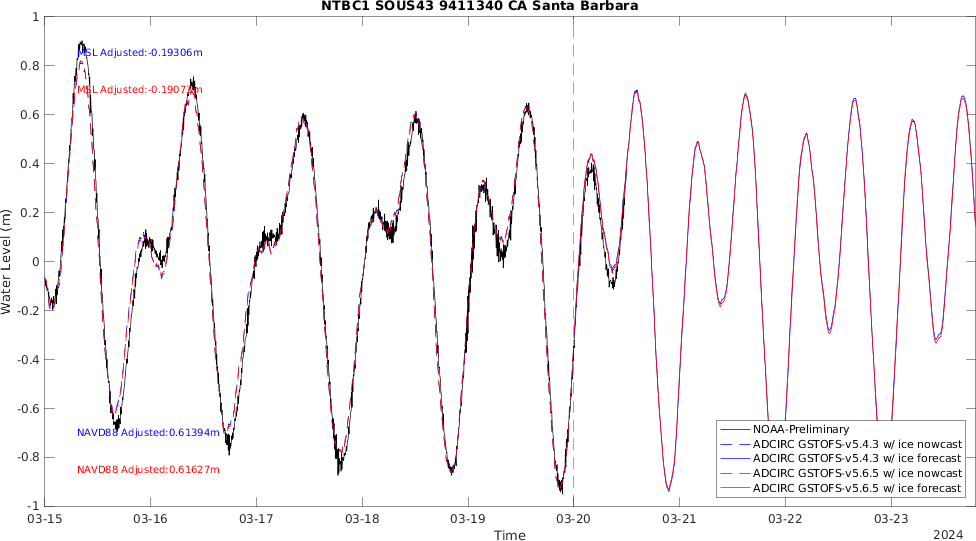 NTBC1 SOUS43 9411340 CA Santa Barbara
1
0.8
0.6
0.4
0.2
0
-0.2
-0.4
-0.6
-0.8
-1
Water Level (m)
MSL Adjusted:-0.19306m
MSL Adjusted:-0.19073m
NAVD88 Adjusted:0.61394m
NAVD88 Adjusted:0.61627m
NOAA-Preliminary
ADCIRC GSTOFS-v5.4.3 w/ ice nowcast
ADCIRC GSTOFS-v5.4.3 w/ ice forecast
ADCIRC GSTOFS-v5.6.5 w/ ice nowcast
ADCIRC GSTOFS-v5.6.5 w/ ice forecast
03-15 03-16 03-17 03-18 03-19 03-20 03-21 03-22 03-23
Time
2024